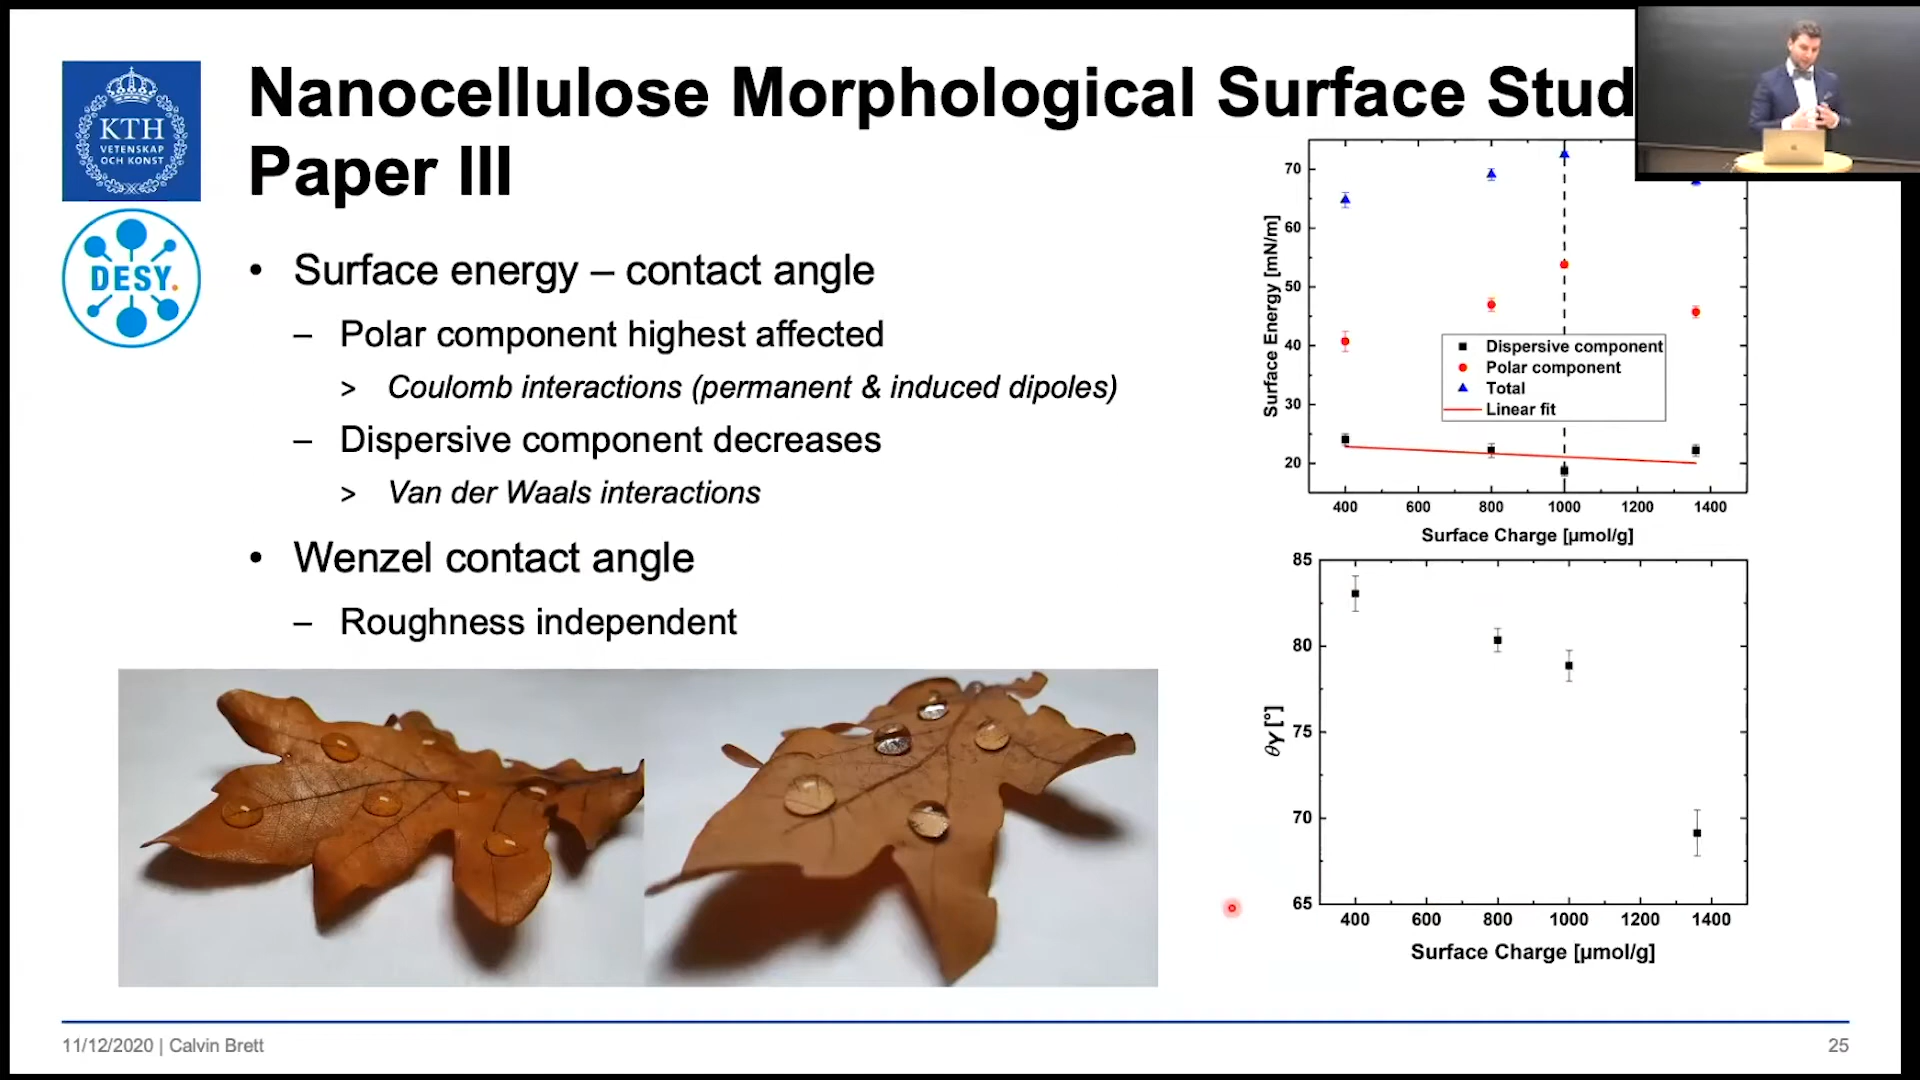 Nanocellulose Morphological Surface Stud
Paper III
KTH
VETENSKAP
OCH KONST
DESY.
• Surface energy – contact angle
– Polar component highest affected
> Coulomb interactions (permanent & induced dipoles)
– Dispersive component decreases
> Van der Waals interactions
• Wenzel contact angle
– Roughness independent
Surface Energy [mN/m]
70
60
50
40
30
20
Dispersive component
Polar component
Total
Linear fit
400 600 800 1000 1200 1400
Surface Charge [µmol/g]
θY [°]
85
80
75
70
65
400 600 800 1000 1200 1400
Surface Charge [µmol/g]
11/12/2020 | Calvin Brett
25